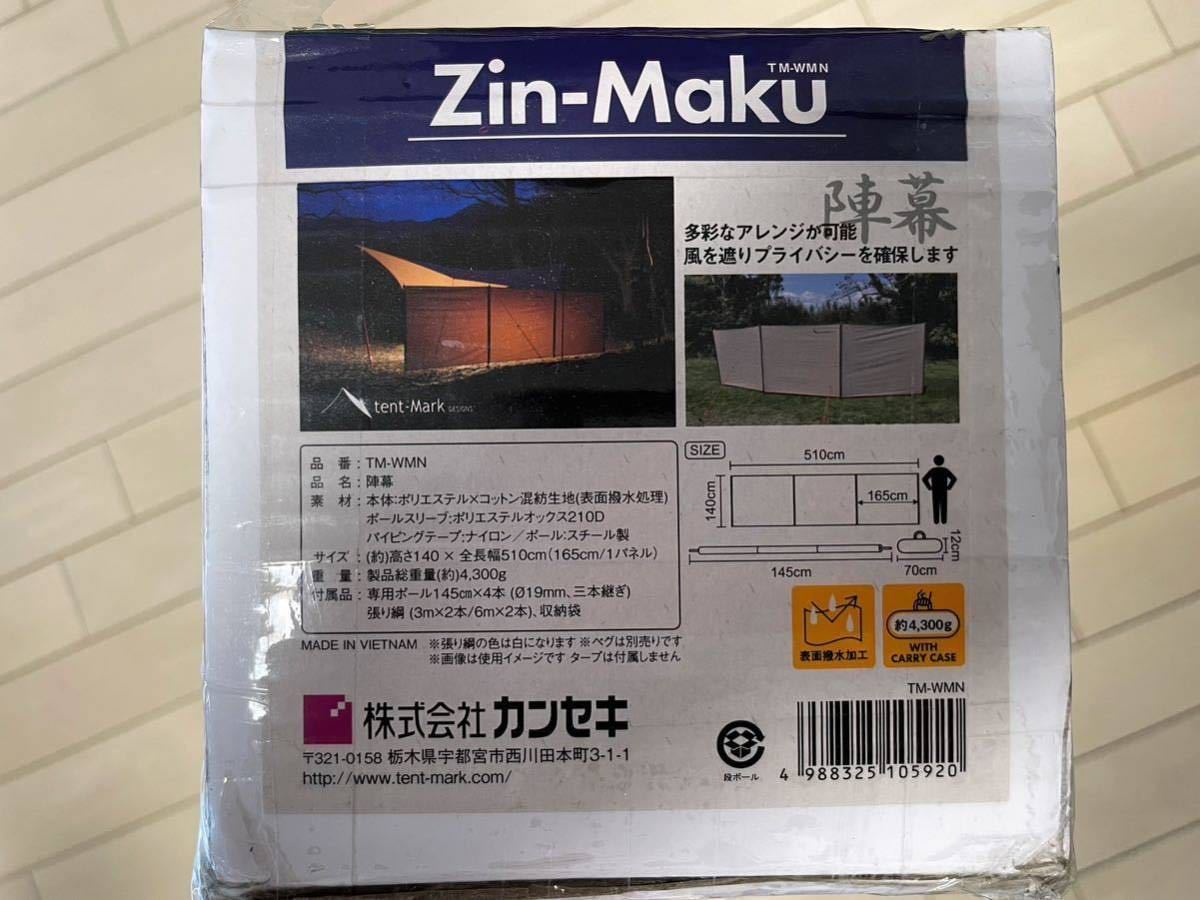 Zin-Maku
TM-WMN
陣幕
多彩なアレンジが可能
風を遮りプライバシーを確保します
tent-Mark DESIGNS
品 番 : TM-WMN
品 名 : 陣幕
素 材 : 本体:ポリエステル×コットン混紡生地(表面撥水処理)
ポールスリーブ:ポリエステルオックス210D
パイピングテープ:ナイロン/ポール:スチール製
サイズ : (約)高さ140 × 全長幅510cm(165cm/1パネル)
重 量 : 製品総重量(約)4,300g
付属品 : 専用ポール145cm×4本 (Ø19mm、三本継ぎ)
張り綱 (3m×2本/6m×2本)、収納袋
MADE IN VIETNAM ※張り綱の色は白になります ※ペグは別売りです
※画像は使用イメージです タープは付属しません
SIZE
510cm
140cm
165cm
145cm
12cm
70cm
表面撥水加工
約4,300g
WITH
CARRY CASE
株式会社 カンセキ
〒321-0158 栃木県宇都宮市西川田本町3-1-1
http://www.tent-mark.com/
段ボール
TM-WMN
4 988325 105920